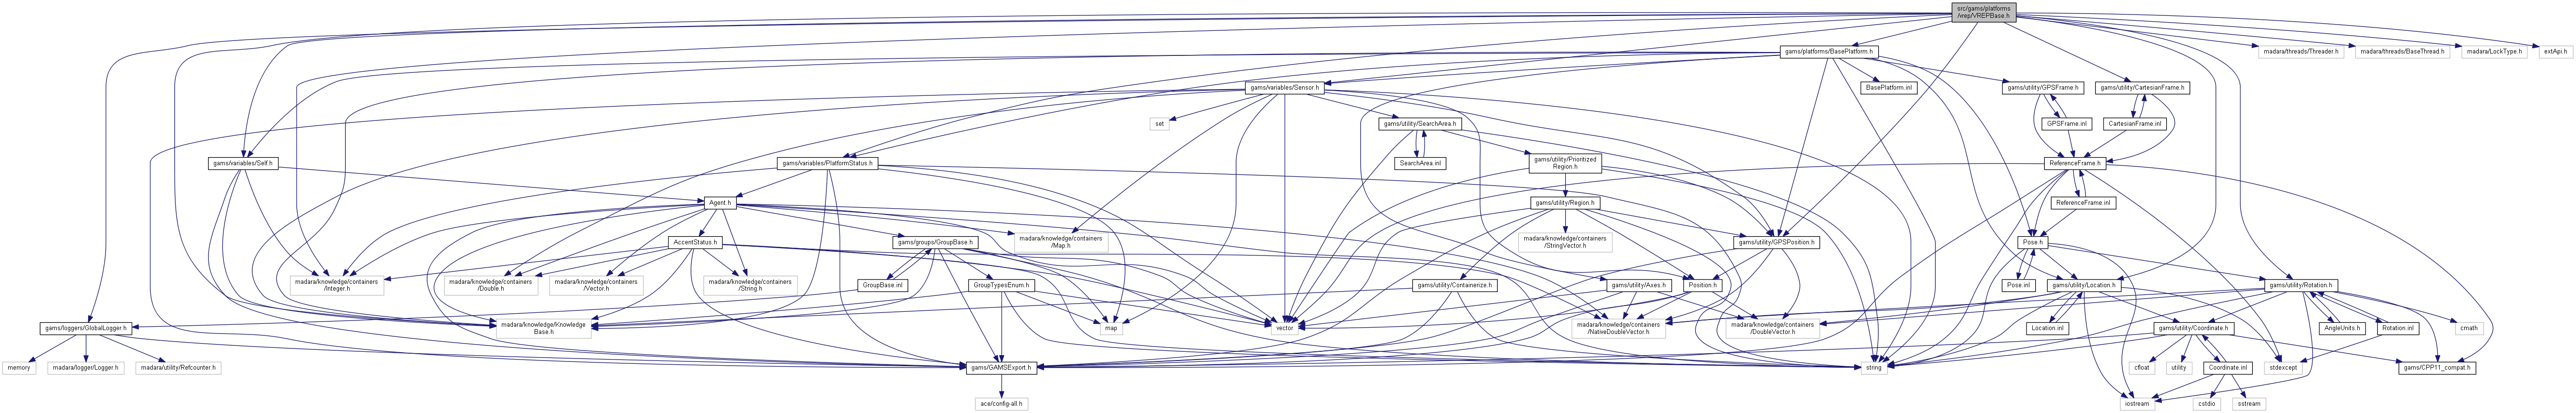 src/gams/platforms
/vrep/VREPBase.h
gams/platforms/BasePlatform.h
madara/threads/Threader.h
madara/threads/BaseThread.h
madara/LockType.h
extApi.h
gams/variables/Sensor.h
BasePlatform.inl
gams/utility/GPSFrame.h
gams/utility/CartesianFrame.h
set
gams/utility/SearchArea.h
GPSFrame.inl
CartesianFrame.inl
gams/variables/Self.h
gams/variables/PlatformStatus.h
SearchArea.inl
gams/utility/Prioritized
Region.h
ReferenceFrame.h
Agent.h
gams/utility/Region.h
ReferenceFrame.inl
AccentStatus.h
gams/groups/GroupBase.h
madara/knowledge/containers
/Map.h
madara/knowledge/containers
/StringVector.h
gams/utility/GPSPosition.h
Pose.h
madara/knowledge/containers
/Integer.h
madara/knowledge/containers
/Double.h
madara/knowledge/containers
/Vector.h
madara/knowledge/containers
/String.h
GroupBase.inl
GroupTypesEnum.h
gams/utility/Containerize.h
gams/utility/Axes.h
Position.h
Pose.inl
gams/utility/Location.h
gams/utility/Rotation.h
gams/loggers/GlobalLogger.h
madara/knowledge/Knowledge
Base.h
map
vector
madara/knowledge/containers
/NativeDoubleVector.h
madara/knowledge/containers
/DoubleVector.h
Location.inl
gams/utility/Coordinate.h
AngleUnits.h
Rotation.inl
cmath
memory
madara/logger/Logger.h
madara/utility/Refcounter.h
gams/GAMSExport.h
string
cfloat
utility
Coordinate.inl
stdexcept
gams/CPP11_compat.h
ace/config-all.h
iostream
cstdio
sstream